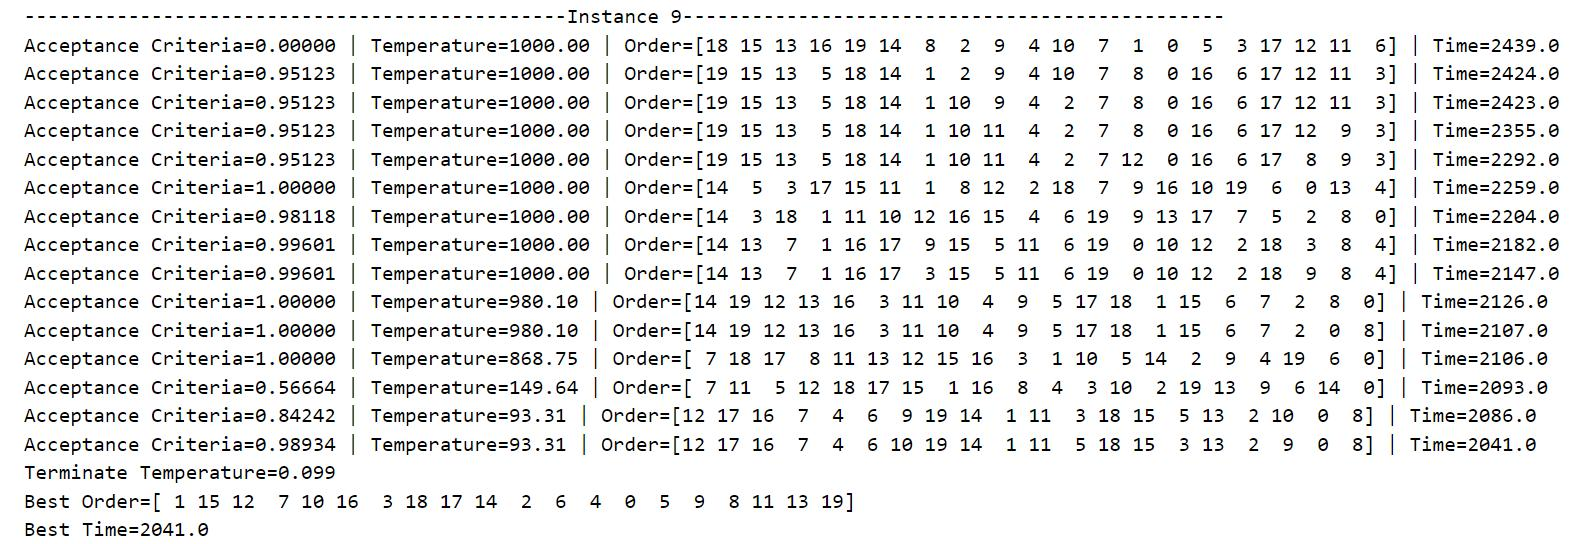 -----------------------------------------------Instance 9-----------------------------------------------
Acceptance Criteria=0.00000 | Temperature=1000.00 | Order=[18 15 13 16 19 14  8  2  9  4 10  7  1  0  5  3 17 12 11  6] | Time=2439.0
Acceptance Criteria=0.95123 | Temperature=1000.00 | Order=[19 15 13  5 18 14  1  2  9  4 10  7  8  0 16  6 17 12 11  3] | Time=2424.0
Acceptance Criteria=0.95123 | Temperature=1000.00 | Order=[19 15 13  5 18 14  1 10  9  4  2  7  8  0 16  6 17 12 11  3] | Time=2423.0
Acceptance Criteria=0.95123 | Temperature=1000.00 | Order=[19 15 13  5 18 14  1 10 11  4  2  7  8  0 16  6 17 12  9  3] | Time=2355.0
Acceptance Criteria=0.95123 | Temperature=1000.00 | Order=[19 15 13  5 18 14  1 10 11  4  2  7 12  0 16  6 17  8  9  3] | Time=2292.0
Acceptance Criteria=1.00000 | Temperature=1000.00 | Order=[14  5  3 17 15 11  1  8 12  2 18  7  9 16 10 19  6  0 13  4] | Time=2259.0
Acceptance Criteria=0.98118 | Temperature=1000.00 | Order=[14  3 18  1 11 10 12 16 15  4  6 19  9 13 17  7  5  2  8  0] | Time=2204.0
Acceptance Criteria=0.99601 | Temperature=1000.00 | Order=[14 13  7  1 16 17  9 15  5 11  6 19  0 10 12  2 18  3  8  4] | Time=2182.0
Acceptance Criteria=0.99601 | Temperature=1000.00 | Order=[14 13  7  1 16 17  3 15  5 11  6 19  0 10 12  2 18  9  8  4] | Time=2147.0
Acceptance Criteria=1.00000 | Temperature=980.10 | Order=[14 19 12 13 16  3 11 10  4  9  5 17 18  1 15  6  7  2  8  0] | Time=2126.0
Acceptance Criteria=1.00000 | Temperature=980.10 | Order=[14 19 12 13 16  3 11 10  4  9  5 17 18  1 15  6  7  2  0  8] | Time=2107.0
Acceptance Criteria=1.00000 | Temperature=868.75 | Order=[ 7 18 17  8 11 13 12 15 16  3  1 10  5 14  2  9  4 19  6  0] | Time=2106.0
Acceptance Criteria=0.56664 | Temperature=149.64 | Order=[ 7 11  5 12 18 17 15  1 16  8  4  3 10  2 19 13  9  6 14  0] | Time=2093.0
Acceptance Criteria=0.84242 | Temperature=93.31 | Order=[12 17 16  7  4  6  9 19 14  1 11  3 18 15  5 13  2 10  0  8] | Time=2086.0
Acceptance Criteria=0.98934 | Temperature=93.31 | Order=[12 17 16  7  4  6 10 19 14  1 11  5 18 15  3 13  2  9  0  8] | Time=2041.0
Terminate Temperature=0.099
Best Order=[ 1 15 12  7 10 16  3 18 17 14  2  6  4  0  5  9  8 11 13 19]
Best Time=2041.0